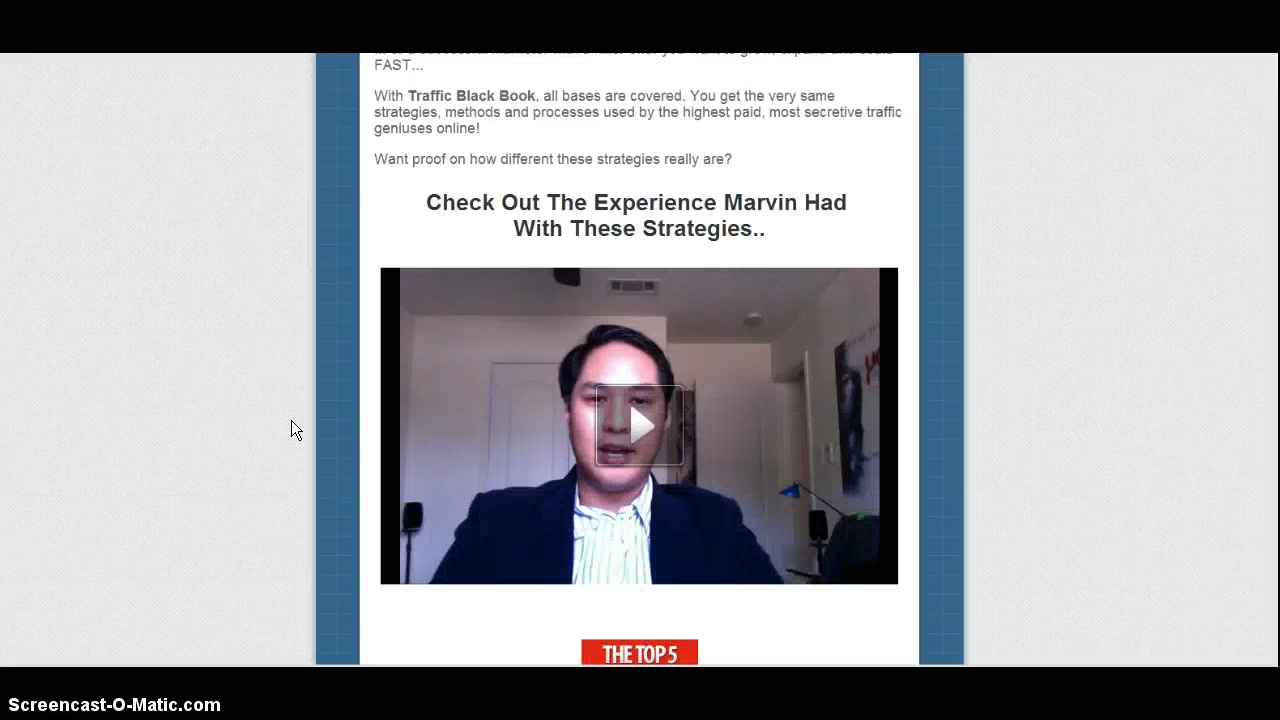 FAST...
With Traffic Black Book, all bases are covered. You get the very same
strategies, methods and processes used by the highest paid, most secretive traffic
geniuses online!
Want proof on how different these strategies really are?
Check Out The Experience Marvin Had
With These Strategies..
THE TOP 5
Screencast-O-Matic.com